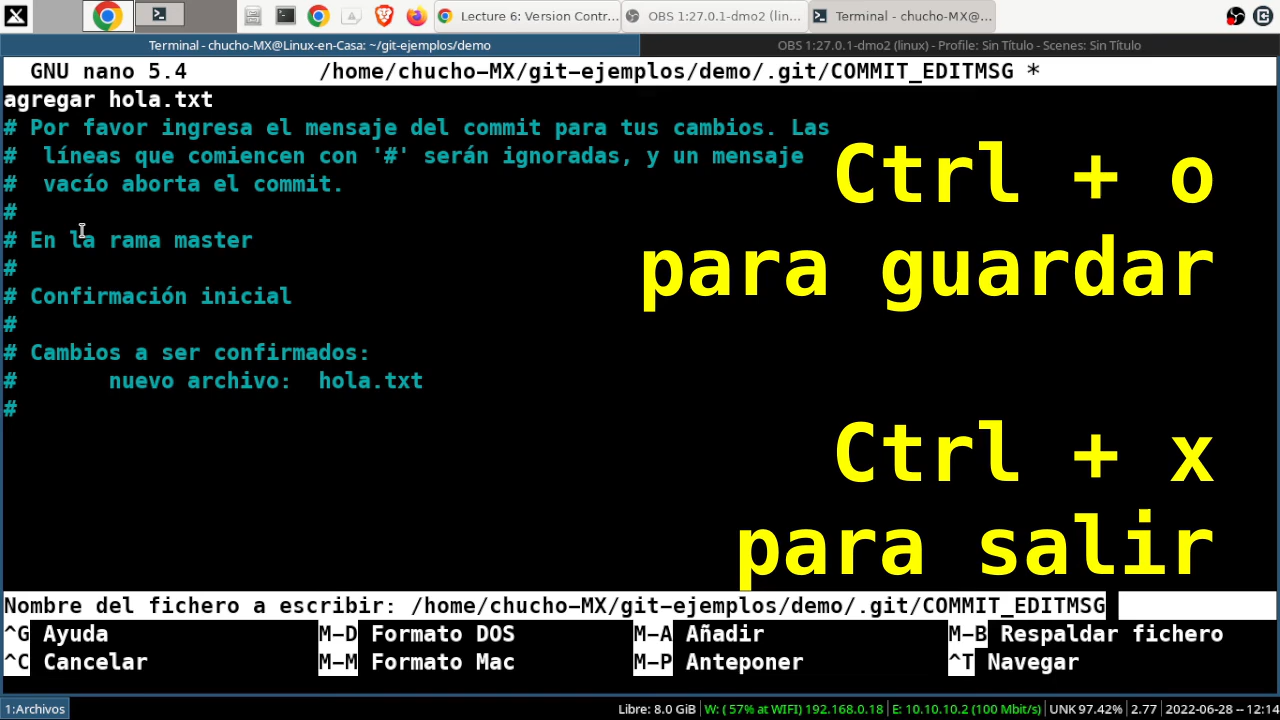 Lecture 6: Version Contr...
OBS 1:27.0.1-dmo2 (lin...
Terminal - chucho-MX@...
Terminal - chucho-MX@Linux-en-Casa: ~/git-ejemplos/demo
OBS 1:27.0.1-dmo2 (linux) - Profile: Sin Título - Scenes: Sin Título
GNU nano 5.4 /home/chucho-MX/git-ejemplos/demo/.git/COMMIT_EDITMSG *
agregar hola.txt
# Por favor ingresa el mensaje del commit para tus cambios. Las
#  líneas que comiencen con '#' serán ignoradas, y un mensaje
#  vacío aborta el commit.
#
# En la rama master
#
# Confirmación inicial
#
# Cambios a ser confirmados:
#       nuevo archivo:  hola.txt
#
Ctrl + o
para guardar
Ctrl + x
para salir
Nombre del fichero a escribir: /home/chucho-MX/git-ejemplos/demo/.git/COMMIT_EDITMSG
^G Ayuda M-D Formato DOS M-A Añadir M-B Respaldar fichero
^C Cancelar M-M Formato Mac M-P Anteponer ^T Navegar
1:Archivos Libre: 8.0 GiB W: ( 57% at WIFI) 192.168.0.18 E: 10.10.10.2 (100 Mbit/s) UNK 97.42% 2.77 2022-06-28 -- 12:14